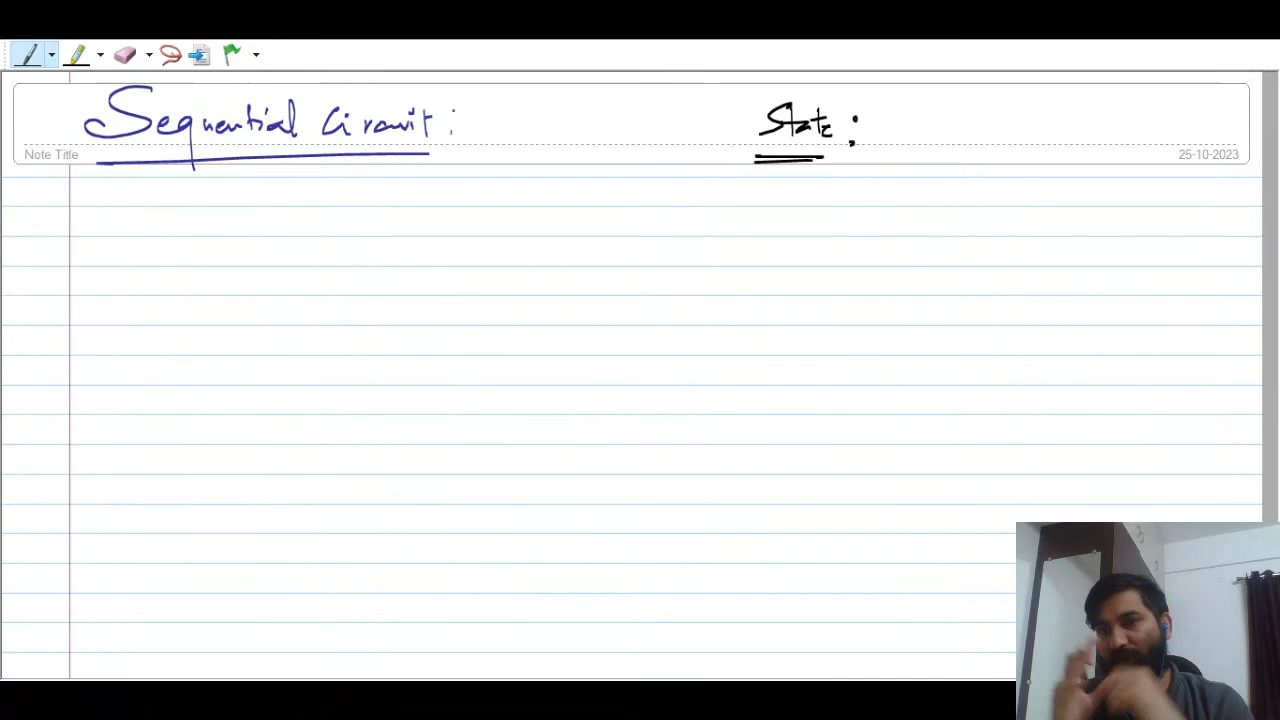 Sequential Circuit :
State :
Note Title
25-10-2023